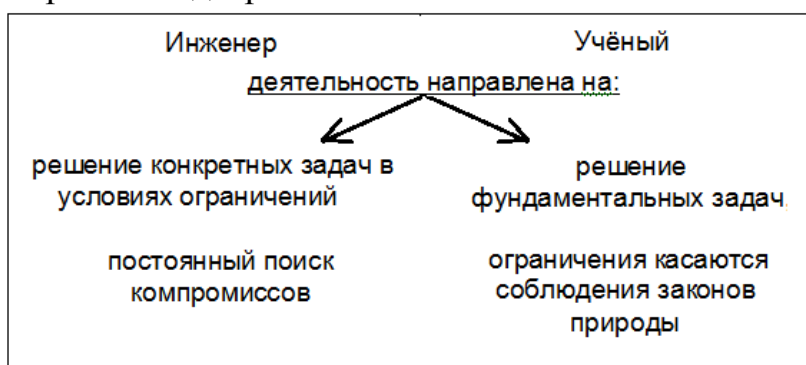 Инженер Учёный
деятельность направлена на:
решение конкретных задач в
условиях ограничений
решение
фундаментальных задач
постоянный поиск
компромиссов
ограничения касаются
соблюдения законов
природы